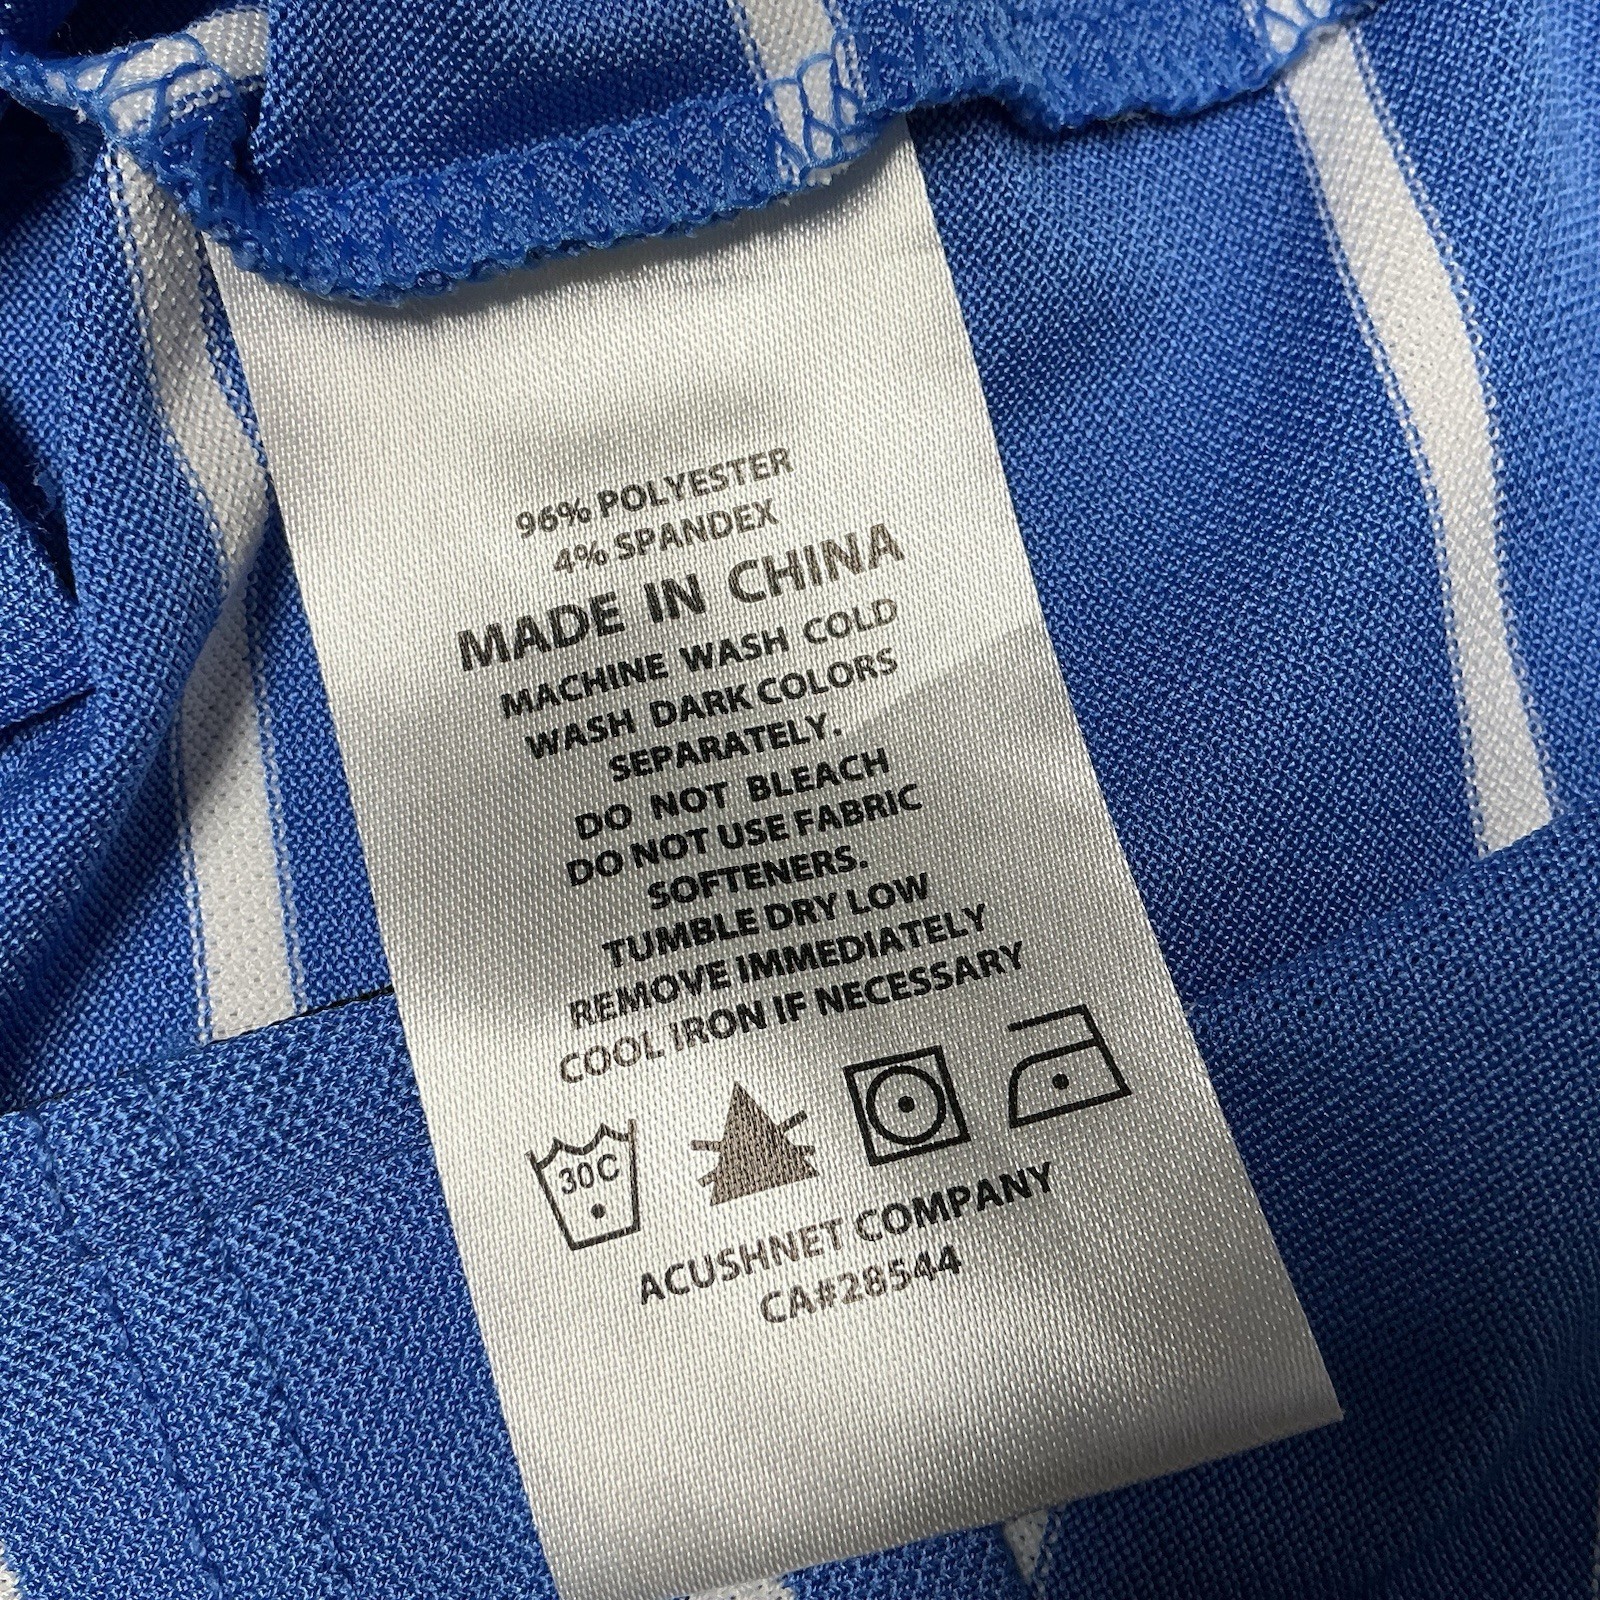 96% POLYESTER
4% SPANDEX
MADE IN CHINA
MACHINE WASH COLD
WASH DARK COLORS
SEPARATELY.
DO NOT BLEACH
DO NOT USE FABRIC
SOFTENERS.
TUMBLE DRY LOW
REMOVE IMMEDIATELY
COOL IRON IF NECESSARY
30C
ACUSHNET COMPANY
CA#28544